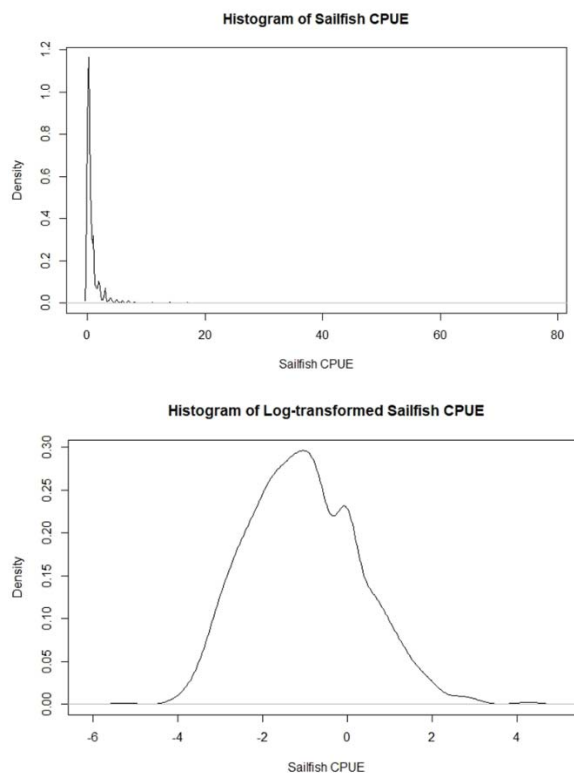 Histogram of Sailfish CPUE
1.2
1.0
0.8
0.6
0.4
0.2
0.0
Density
0 20 40 60 80
Sailfish CPUE
Histogram of Log-transformed Sailfish CPUE
0.30
0.25
0.20
0.15
0.10
0.05
0.00
Density
-6 -4 -2 0 2 4
Sailfish CPUE